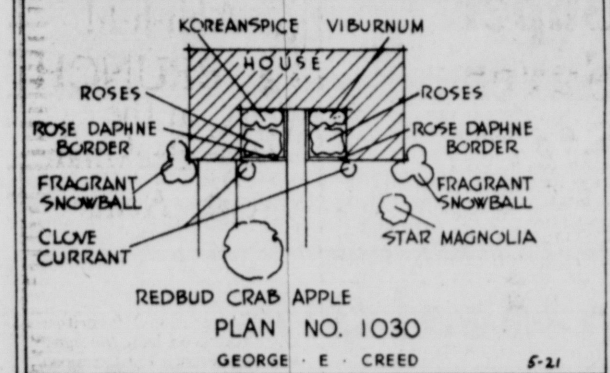 KOREANSPICE VIBURNUM
HOUSE
ROSES
ROSES
ROSE DAPHNE
BORDER
ROSE DAPHNE
BORDER
FRAGRANT
SNOWBALL
FRAGRANT
SNOWBALL
CLOVE
CURRANT
STAR MAGNOLIA
REDBUD CRAB APPLE
PLAN NO. 1030
GEORGE · E · CREED
5-21